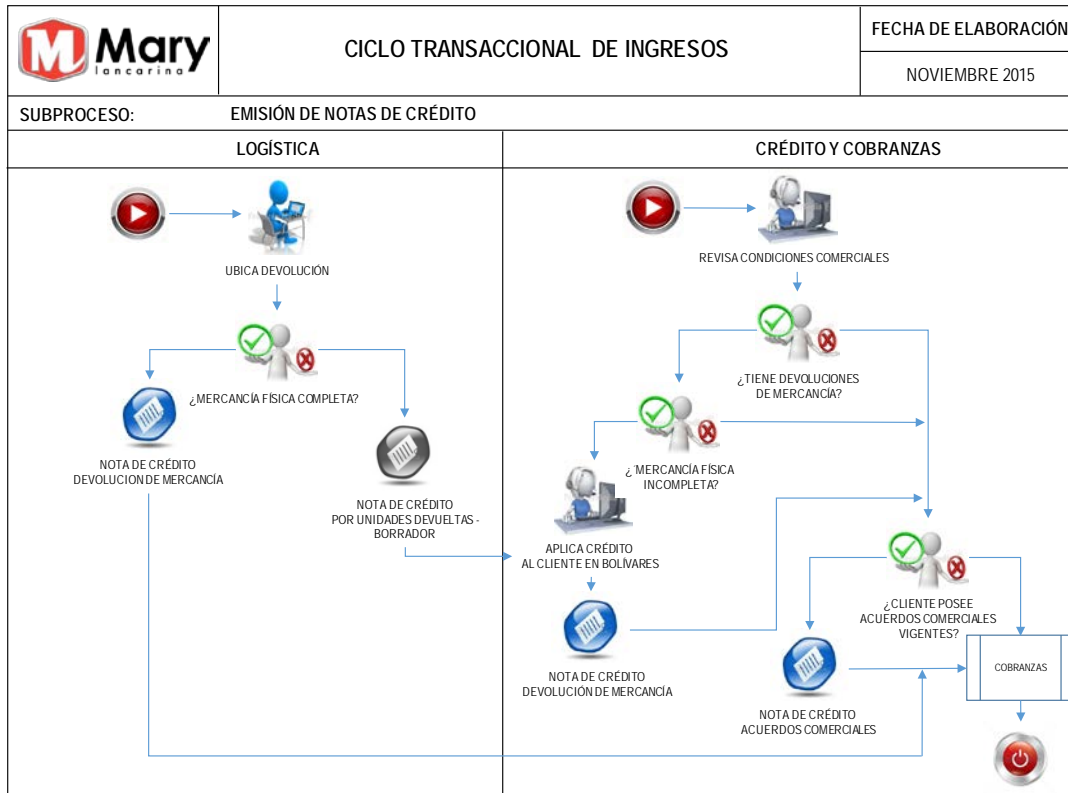 Mary
Iancarina
CICLO TRANSACCIONAL DE INGRESOS
FECHA DE ELABORACIÓN
NOVIEMBRE 2015
SUBPROCESO:
EMISIÓN DE NOTAS DE CRÉDITO
LOGÍSTICA
CRÉDITO Y COBRANZAS
UBICA DEVOLUCIÓN
¿MERCANCÍA FÍSICA COMPLETA?
NOTA DE CRÉDITO
DEVOLUCION DE MERCANCÍA
NOTA DE CRÉDITO
POR UNIDADES DEVUELTAS -
BORRADOR
REVISA CONDICIONES COMERCIALES
¿TIENE DEVOLUCIONES
DE MERCANCÍA?
¿´MERCANCÍA FÍSICA
INCOMPLETA?
APLICA CRÉDITO
AL CLIENTE EN BOLÍVARES
NOTA DE CRÉDITO
DEVOLUCIÓN DE MERCANCÍA
¿CLIENTE POSEE
ACUERDOS COMERCIALES
VIGENTES?
NOTA DE CRÉDITO
ACUERDOS COMERCIALES
COBRANZAS